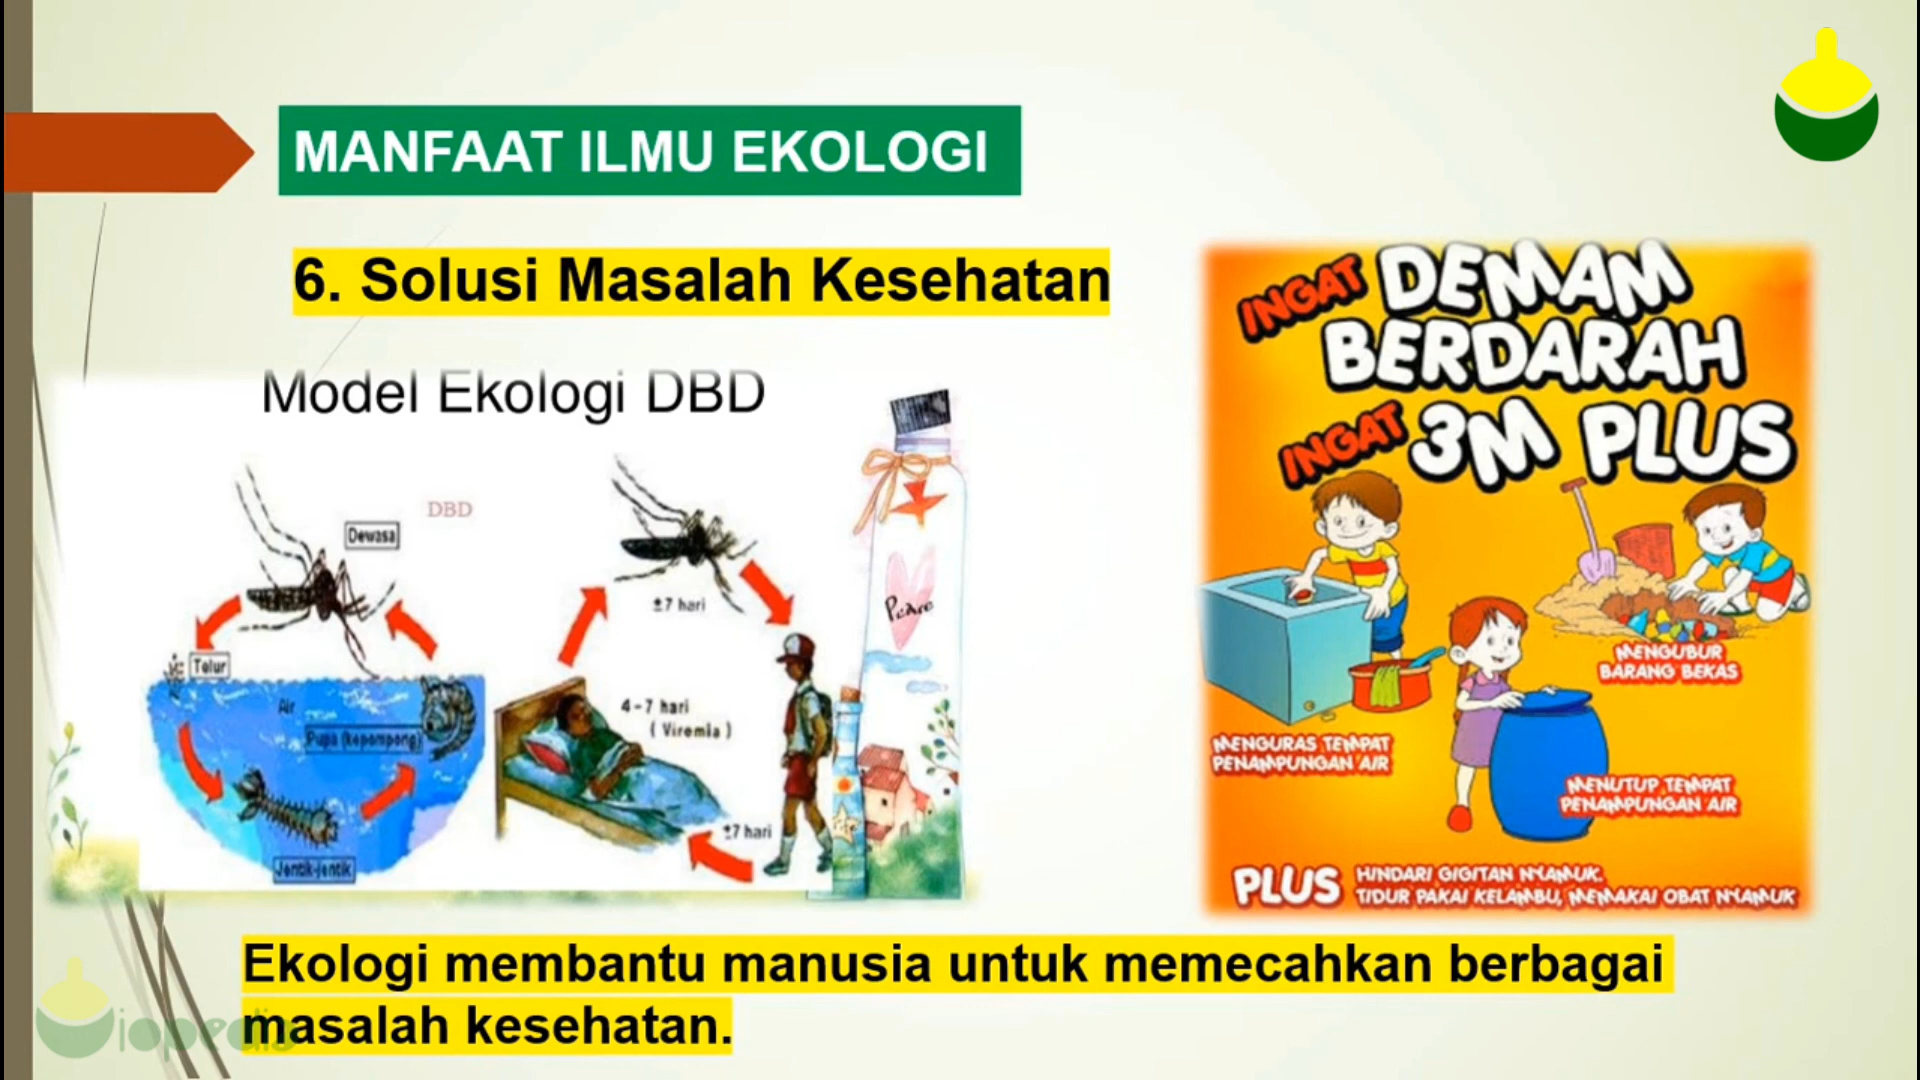 MANFAAT ILMU EKOLOGI
6. Solusi Masalah Kesehatan
Model Ekologi DBD
DBD
Dewasa
Telur
Air
Pupa (kepompong)
Jentik-jentik
±7 hari
4-7 hari
( Viremia )
±7 hari
Peace
INGAT DEMAM
BERDARAH
INGAT 3M PLUS
MENGUBUR
BARANG BEKAS
MENGURAS TEMPAT
PENAMPUNGAN AIR
MENUTUP TEMPAT
PENAMPUNGAN AIR
PLUS HINDARI GIGITAN NYAMUK.
TIDUR PAKAI KELAMBU, MEMAKAI OBAT NYAMUK
Ekologi membantu manusia untuk memecahkan berbagai
masalah kesehatan.
iopedia